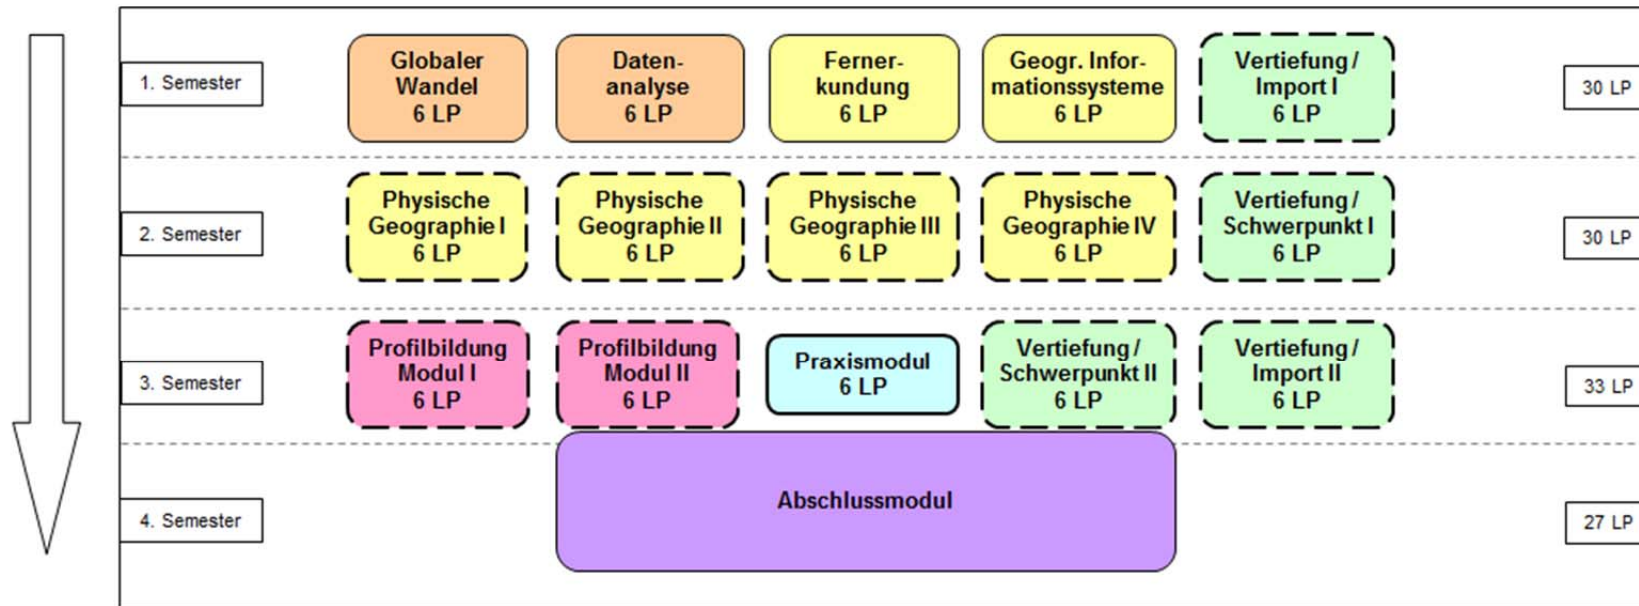 1. Semester
Globaler
Wandel
6 LP
Daten-
analyse
6 LP
Ferner-
kundung
6 LP
Geogr. Infor-
mationssysteme
6 LP
Vertiefung /
Import I
6 LP
30 LP
2. Semester
Physische
Geographie I
6 LP
Physische
Geographie II
6 LP
Physische
Geographie III
6 LP
Physische
Geographie IV
6 LP
Vertiefung /
Schwerpunkt I
6 LP
30 LP
3. Semester
Profilbildung
Modul I
6 LP
Profilbildung
Modul II
6 LP
Praxismodul
6 LP
Vertiefung /
Schwerpunkt II
6 LP
Vertiefung /
Import II
6 LP
33 LP
4. Semester
Abschlussmodul
27 LP